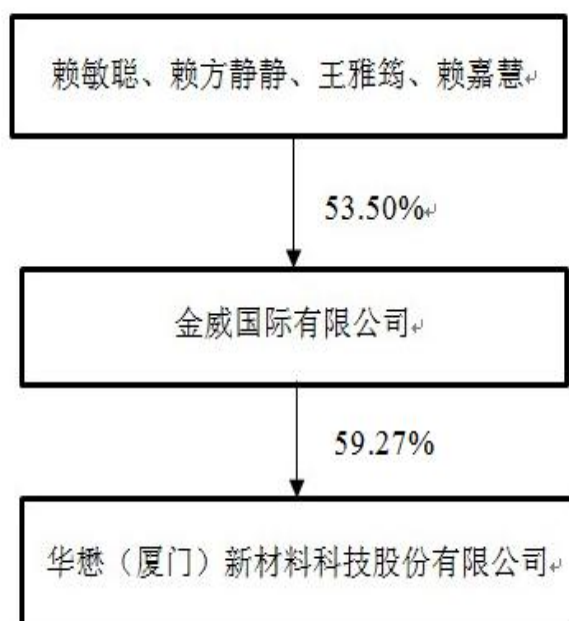 赖敏聪、赖方静静、王雅筠、赖嘉慧
53.50%
金威国际有限公司
59.27%
华懋（厦门）新材料科技股份有限公司